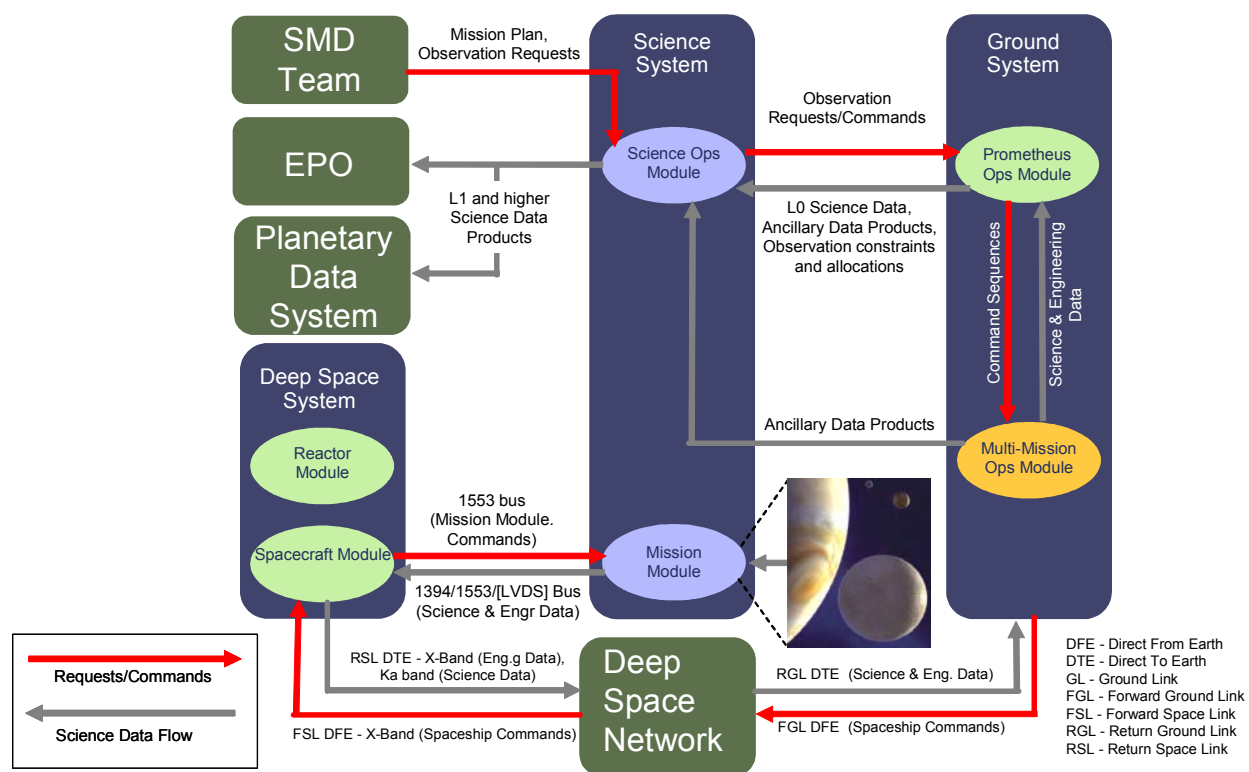 SMD
Team
Mission Plan,
Observation Requests
Science
System
Ground
System
Observation
Requests/Commands
EPO
Science Ops
Module
Prometheus
Ops Module
L1 and higher
Science Data
Products
L0 Science Data,
Ancillary Data Products,
Observation constraints
and allocations
Planetary
Data
System
Command Sequences
Science & Engineering
Data
Deep Space
System
Ancillary Data Products
Reactor
Module
Multi-Mission
Ops Module
1553 bus
(Mission Module.
Commands)
Spacecraft Module
Mission
Module
1394/1553/[LVDS] Bus
(Science & Engr Data)
Requests/Commands
Science Data Flow
RSL DTE - X-Band (Eng.g Data),
Ka band (Science Data)
FSL DFE - X-Band (Spaceship Commands)
Deep
Space
Network
RGL DTE (Science & Eng. Data)
FGL DFE (Spaceship Commands)
DFE - Direct From Earth
DTE - Direct To Earth
GL - Ground Link
FGL - Forward Ground Link
FSL - Forward Space Link
RGL - Return Ground Link
RSL - Return Space Link